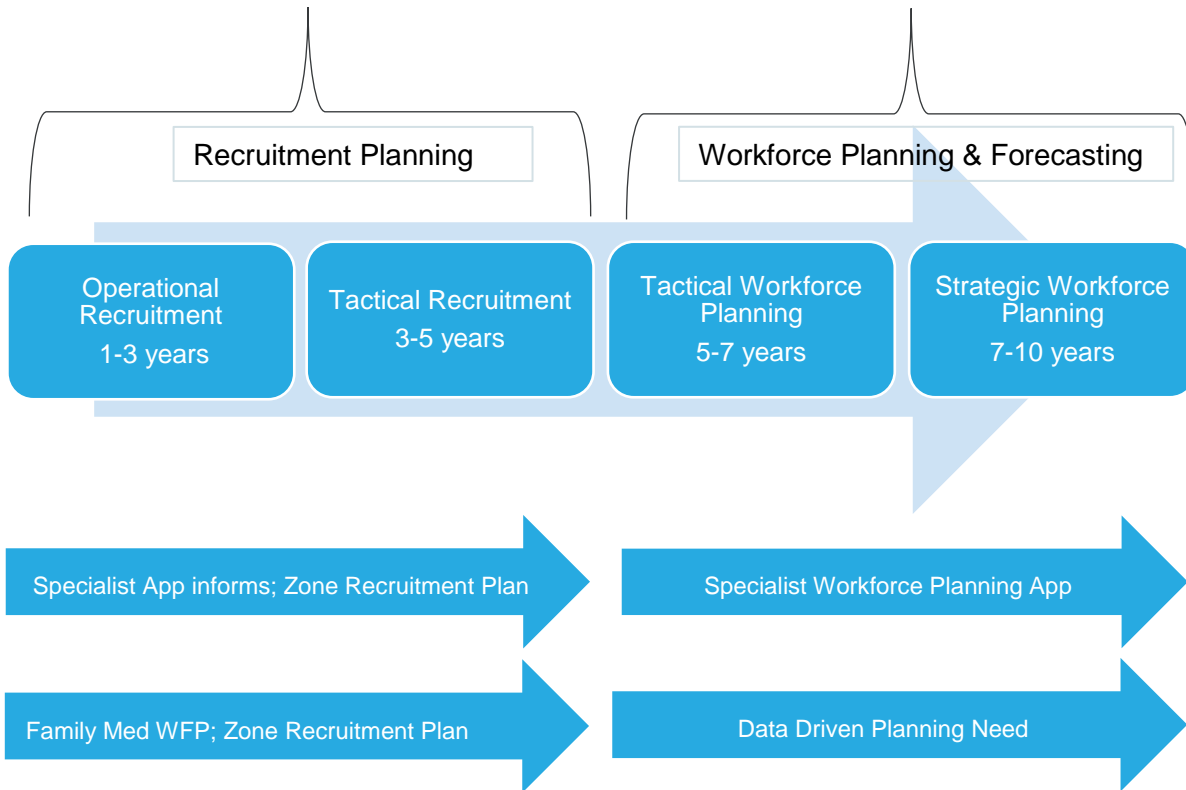 Recruitment Planning
Workforce Planning & Forecasting
Operational
Recruitment
1-3 years
Tactical Recruitment
3-5 years
Tactical Workforce
Planning
5-7 years
Strategic Workforce
Planning
7-10 years
Specialist App informs; Zone Recruitment Plan
Specialist Workforce Planning App
Family Med WFP; Zone Recruitment Plan
Data Driven Planning Need